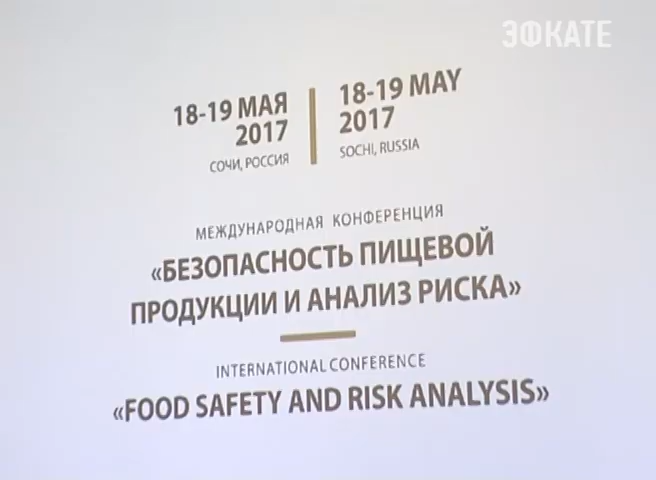 ЭФКАТЕ
18-19 МАЯ
2017
СОЧИ, РОССИЯ
18-19 MAY
2017
SOCHI, RUSSIA
МЕЖДУНАРОДНАЯ КОНФЕРЕНЦИЯ
«БЕЗОПАСНОСТЬ ПИЩЕВОЙ
ПРОДУКЦИИ И АНАЛИЗ РИСКА»
INTERNATIONAL CONFERENCE
«FOOD SAFETY AND RISK ANALYSIS»